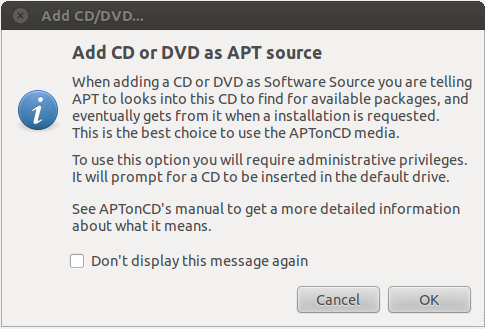 Add CD/DVD...
Add CD or DVD as APT source
When adding a CD or DVD as Software Source you are telling
APT to looks into this CD to find for available packages, and
eventually gets from it when a installation is requested.
This is the best choice to use the APTonCD media.
To use this option you will require administrative privileges.
It will prompt for a CD to be inserted in the default drive.
See APTonCD's manual to get a more detailed information
about what it means.
Don't display this message again
Cancel
OK